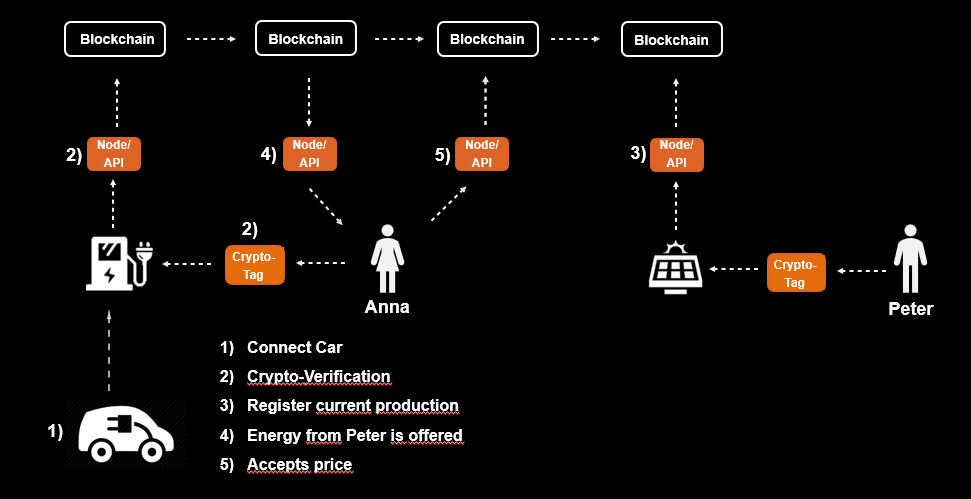 Blockchain
Blockchain
Blockchain
Blockchain
2)
Node/
API
4)
Node/
API
5)
Node/
API
3)
Node/
API
2)
Crypto-
Tag
Crypto-
Tag
Anna
Peter
1)
1) Connect Car
2) Crypto-Verification
3) Register current production
4) Energy from Peter is offered
5) Accepts price